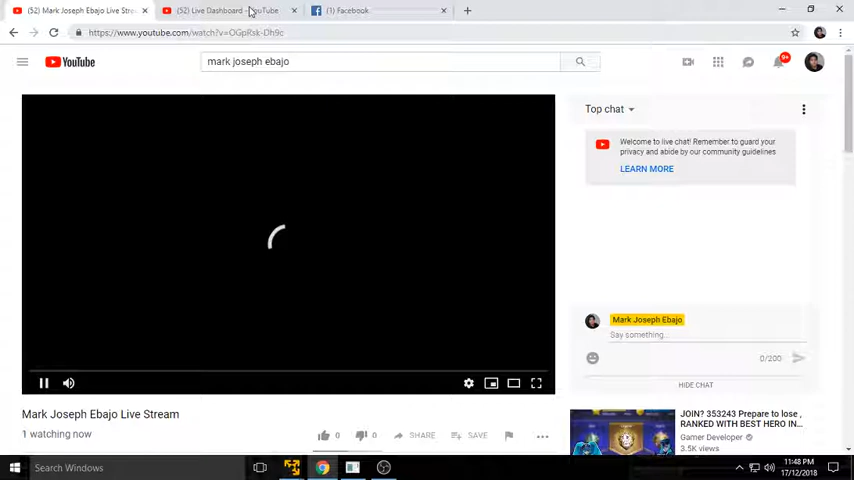 (52) Mark Joseph Ebajo Live Stre
(52) Live Dashboard - YouTube
(1) Facebook
https://www.youtube.com/watch?v=OGpRsk-Dh9c
YouTube
mark joseph ebajo
9+
Top chat
Welcome to live chat! Remember to guard your
privacy and abide by our community guidelines
LEARN MORE
Mark Joseph Ebajo
Say something...
0/200
HIDE CHAT
Mark Joseph Ebajo Live Stream
1 watching now
0
0
SHARE
SAVE
JOIN? 353243 Prepare to lose ,
RANKED WITH BEST HERO IN...
Gamer Developer
3.5K views
Search Windows
11:48 PM
17/12/2018